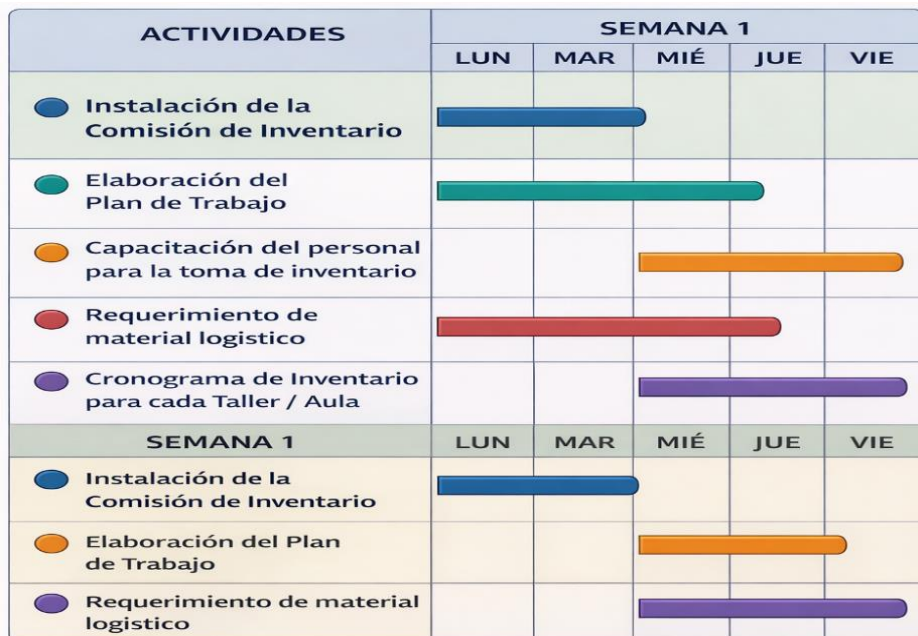 ACTIVIDADES
SEMANA 1
LUN MAR MIÉ JUE VIE
Instalación de la
Comisión de Inventario
Elaboración del
Plan de Trabajo
Capacitación del personal
para la toma de inventario
Requerimiento de
material logistico
Cronograma de Inventario
para cada Taller / Aula
SEMANA 1 LUN MAR MIÉ JUE VIE
Instalación de la
Comisión de Inventario
Elaboración del Plan
de Trabajo
Requerimiento de material
logistico